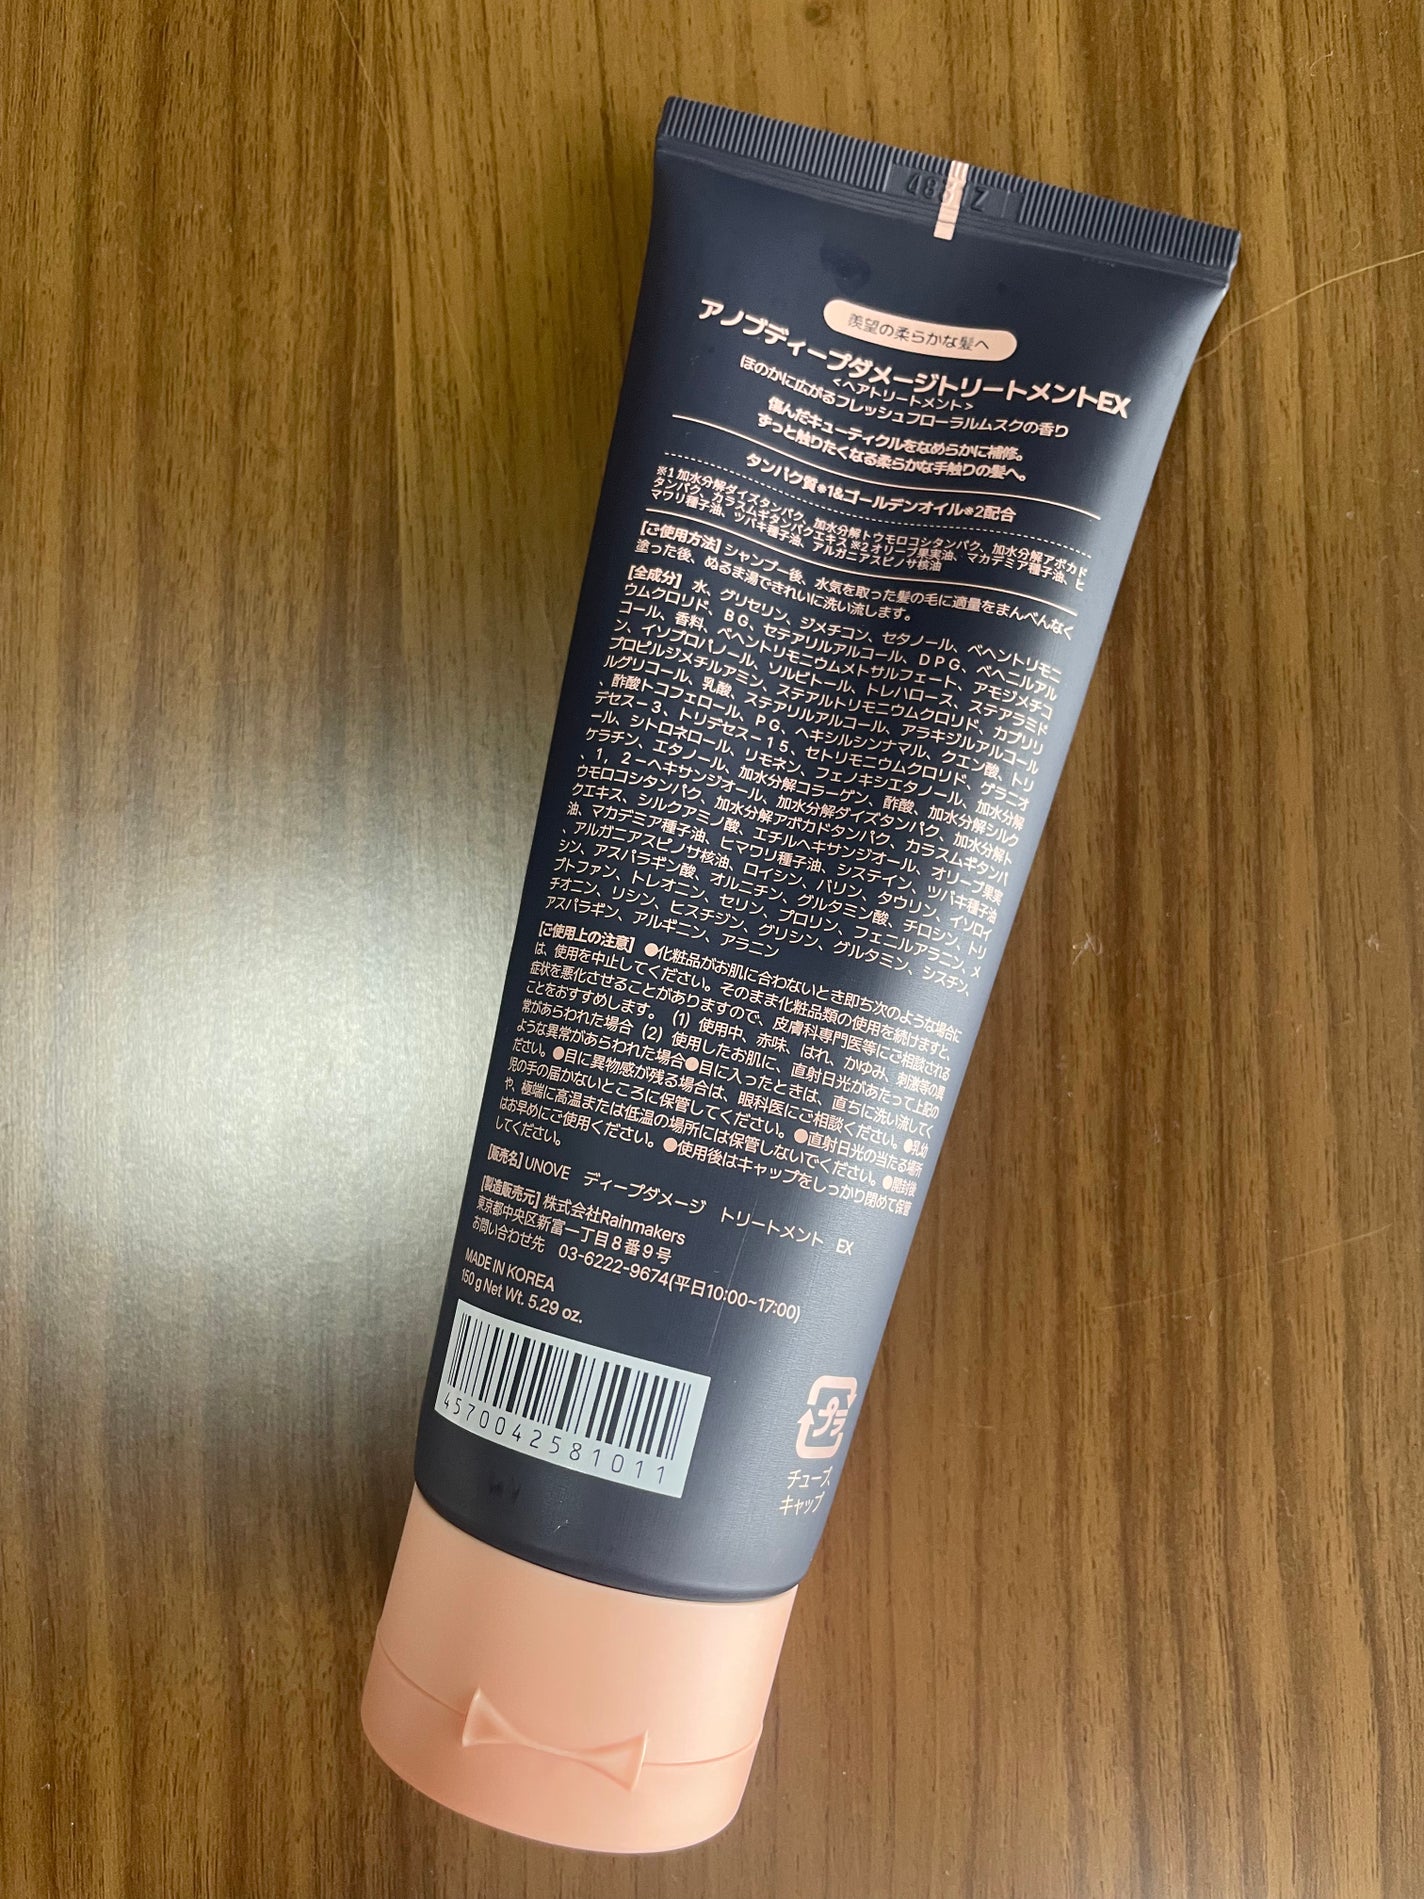 羨望の柔らかな髪へ
アノブディープダメージトリートメントEX
<ヘアトリートメント>
ほのかに広がるフレッシュフローラルムスクの香り
傷んだキューティクルをなめらかに補修。
ずっと触りたくなる柔らかな手触りの髪へ。
タンパク質※1&ゴールデンオイル※2配合
※1 加水分解ダイズタンパク、加水分解トウモロコシタンパク、加水分解アボカド
タンパク、カラスムギタンパクエキス ※2 オリーブ果実油、マカデミア種子油、ヒ
マワリ種子油、ツバキ種子油、アルガニアスピノサ核油
[ご使用方法] シャンプー後、水気を取った髪の毛に適量をまんべんなく
塗った後、ぬるま湯できれいに洗い流します。
[全成分] 水、グリセリン、ジメチコン、セタノール、ベヘントリモニ
ウムクロリド、BG、セテアリルアルコール、DPG、ベヘニルアル
コール、香料、ベヘントリモニウムメトサルフェート、アモジメチコ
ン、イソプロパノール、ソルビトール、トレハロース、ステアラミド
プロピルジメチルアミン、ステアルトリモニウムクロリド、カプリリ
ルグリコール、乳酸、ステアリルアルコール、アラキジルアルコール
、酢酸トコフェロール、PG、ヘキシルシンナマル、クエン酸、トリ
デセス-3、トリデセス-15、セトリモニウムクロリド、ゲラニオ
ール、シトロネロール、リモネン、フェノキシエタノール、加水分解
ケラチン、エタノール、加水分解コラーゲン、酢酸、加水分解シルク
、1,2-ヘキサンジオール、加水分解ダイズタンパク、加水分解ト
ウモロコシタンパク、加水分解アボカドタンパク、カラスムギタンパ
クエキス、シルクアミノ酸、エチルヘキサンジオール、オリーブ果実
油、マカデミア種子油、ヒマワリ種子油、システイン、ツバキ種子油
、アルガニアスピノサ核油、ロイシン、バリン、タウリン、イソロイ
シン、アスパラギン酸、オルニチン、グルタミン酸、チロシン、トリ
プトファン、トレオニン、セリン、プロリン、フェニルアラニン、メ
チオニン、リシン、ヒスチジン、グリシン、グルタミン、シスチン、
アスパラギン、アルギニン、アラニン
[ご使用上の注意] ●化粧品がお肌に合わないとき即ち次のような場合に
は、使用を中止してください。そのまま化粧品類の使用を続けますと、
症状を悪化させることがありますので、皮膚科専門医等にご相談される
ことをおすすめします。(1) 使用中、赤味、はれ、かゆみ、刺激等の異
常があらわれた場合 (2) 使用したお肌に、直射日光があたって上記の
ような異常があらわれた場合●目に入ったときは、直ちに洗い流してく
ださい。●目に異物感が残る場合は、眼科医にご相談ください。●乳幼
児の手の届かないところに保管してください。●直射日光の当たる場所
や、極端に高温または低温の場所には保管しないでください。●開封後
はお早めにご使用ください。●使用後はキャップをしっかり閉めて保管
してください。
[販売名] UNOVE ディープダメージ トリートメント EX
[製造販売元] 株式会社Rainmakers
東京都中央区新富一丁目8番9号
お問い合わせ先 03-6222-9674(平日10:00~17:00)
MADE IN KOREA
150 g Net Wt. 5.29 oz.
4570042581011
プラ
チューブ、
キャップ